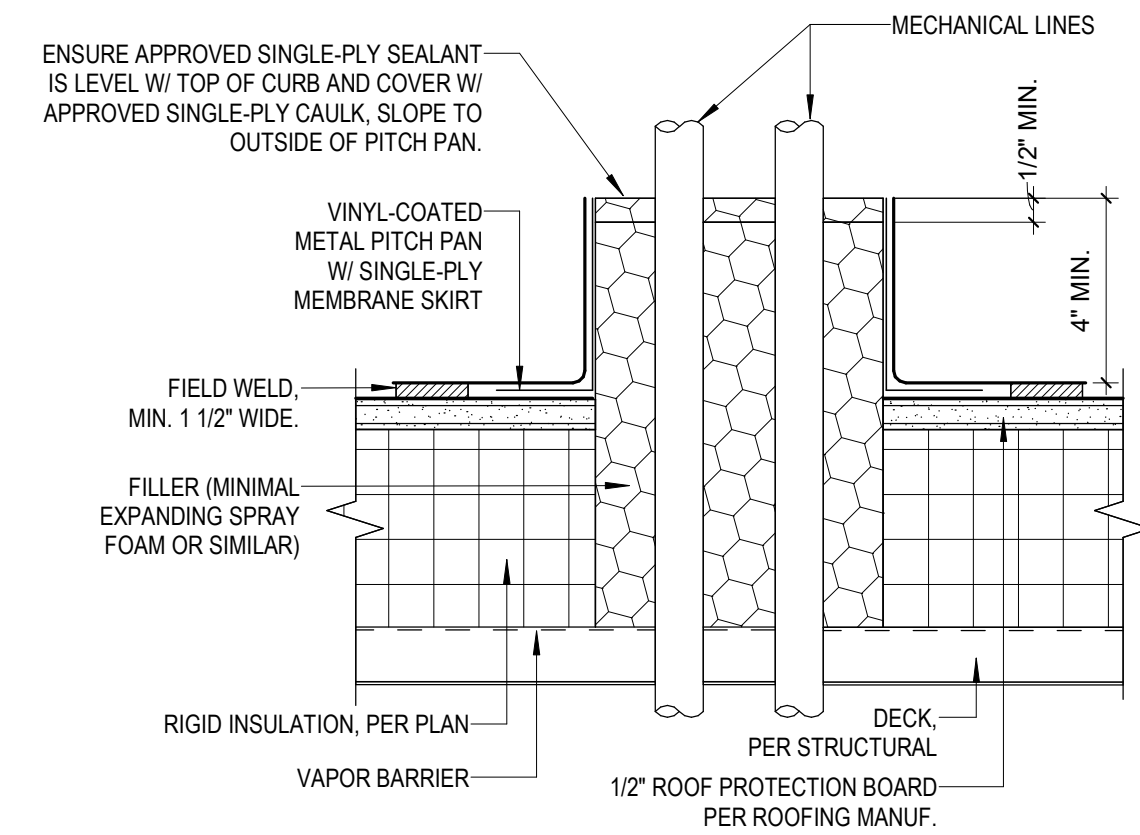 MECHANICAL LINES
ENSURE APPROVED SINGLE-PLY SEALANT
IS LEVEL W/ TOP OF CURB AND COVER W/
APPROVED SINGLE-PLY CAULK, SLOPE TO
OUTSIDE OF PITCH PAN.
1/2" MIN.
VINYL-COATED
METAL PITCH PAN
W/ SINGLE-PLY
MEMBRANE SKIRT
4" MIN.
FIELD WELD,
MIN. 1 1/2" WIDE.
FILLER (MINIMAL
EXPANDING SPRAY
FOAM OR SIMILAR)
RIGID INSULATION, PER PLAN
VAPOR BARRIER
DECK,
PER STRUCTURAL
1/2" ROOF PROTECTION BOARD
PER ROOFING MANUF.